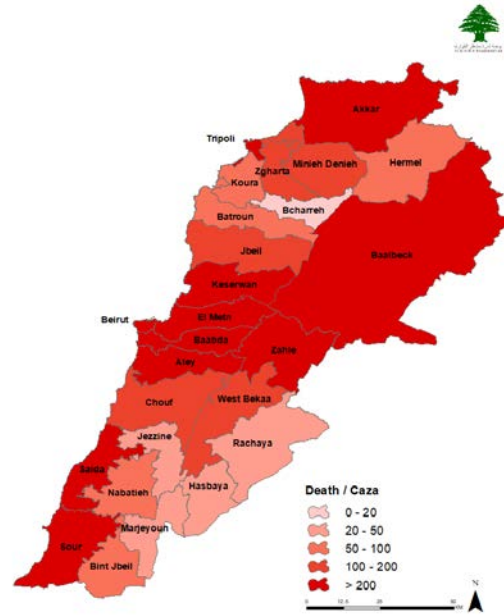 Akkar
Tripoli
Zgharta
Minieh Denieh
Hermel
Koura
Bcharreh
Batroun
Jbeil
Baalbeck
Keserwan
El Metn
Beirut
Baabda
Zahle
Aley
Chouf
West Bekaa
Jezzine
Rachaya
Saida
Nabatieh
Hasbaya
Marjeyoun
Sour
Bint Jbeil
Death / Caza
0 - 20
20 - 50
50 - 100
100 - 200
> 200
N